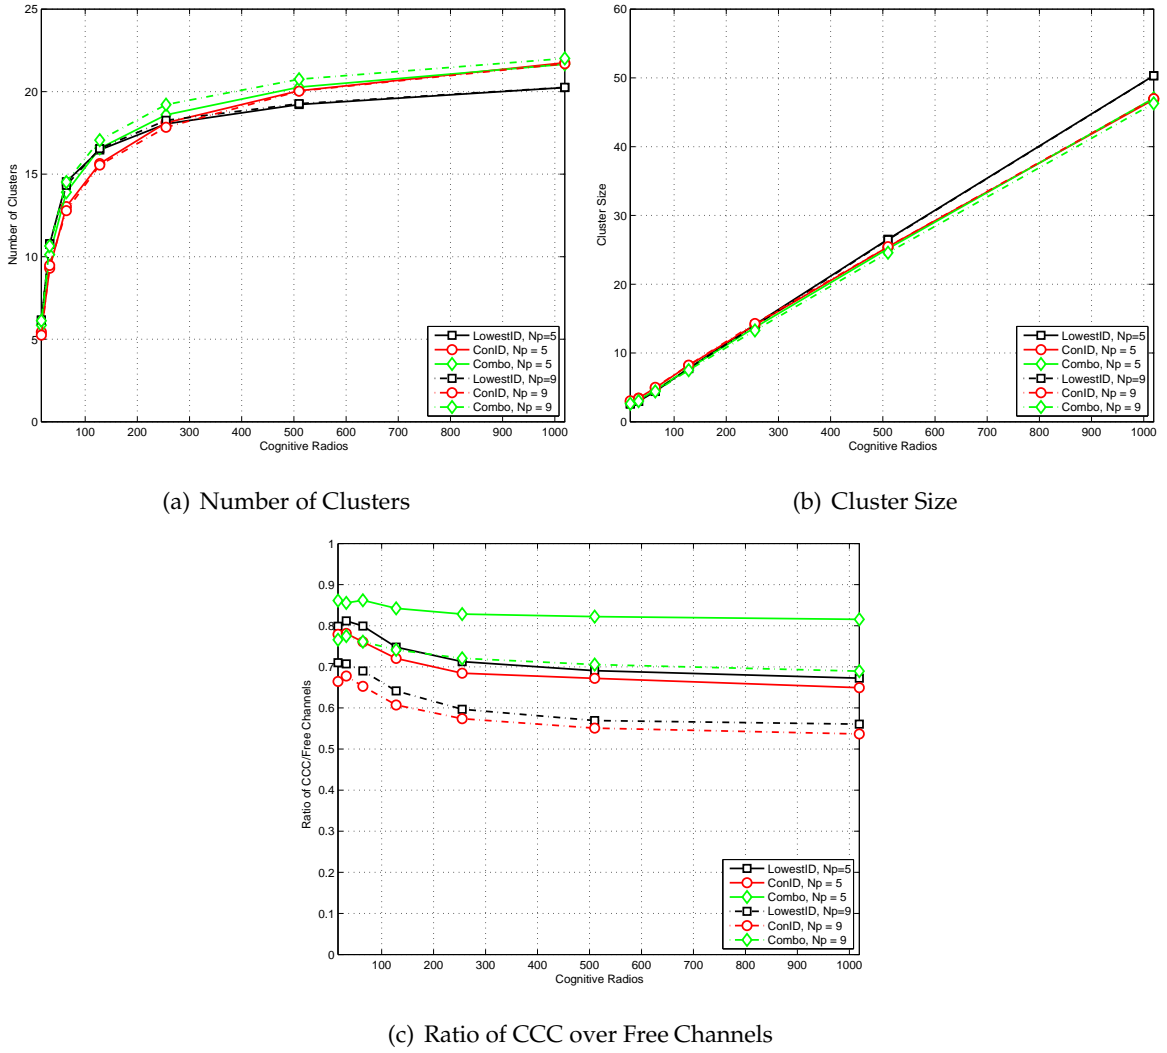 25
20
15
10
5
0
Number of Clusters
100 200 300 400 500 600 700 800 900 1000
Cognitive Radios
LowestID, Np=5
ConID, Np = 5
Combo, Np = 5
LowestID, Np=9
ConID, Np = 9
Combo, Np = 9
(a) Number of Clusters
60
50
40
30
20
10
0
Cluster Size
100 200 300 400 500 600 700 800 900 1000
Cognitive Radios
LowestID, Np=5
ConID, Np = 5
Combo, Np = 5
LowestID, Np=9
ConID, Np = 9
Combo, Np = 9
(b) Cluster Size
1
0.9
0.8
0.7
0.6
0.5
0.4
0.3
0.2
0.1
0
Ratio of CCC/Free Channels
100 200 300 400 500 600 700 800 900 1000
Cognitive Radios
LowestID, Np=5
ConID, Np = 5
Combo, Np = 5
LowestID, Np=9
ConID, Np = 9
Combo, Np = 9
(c) Ratio of CCC over Free Channels